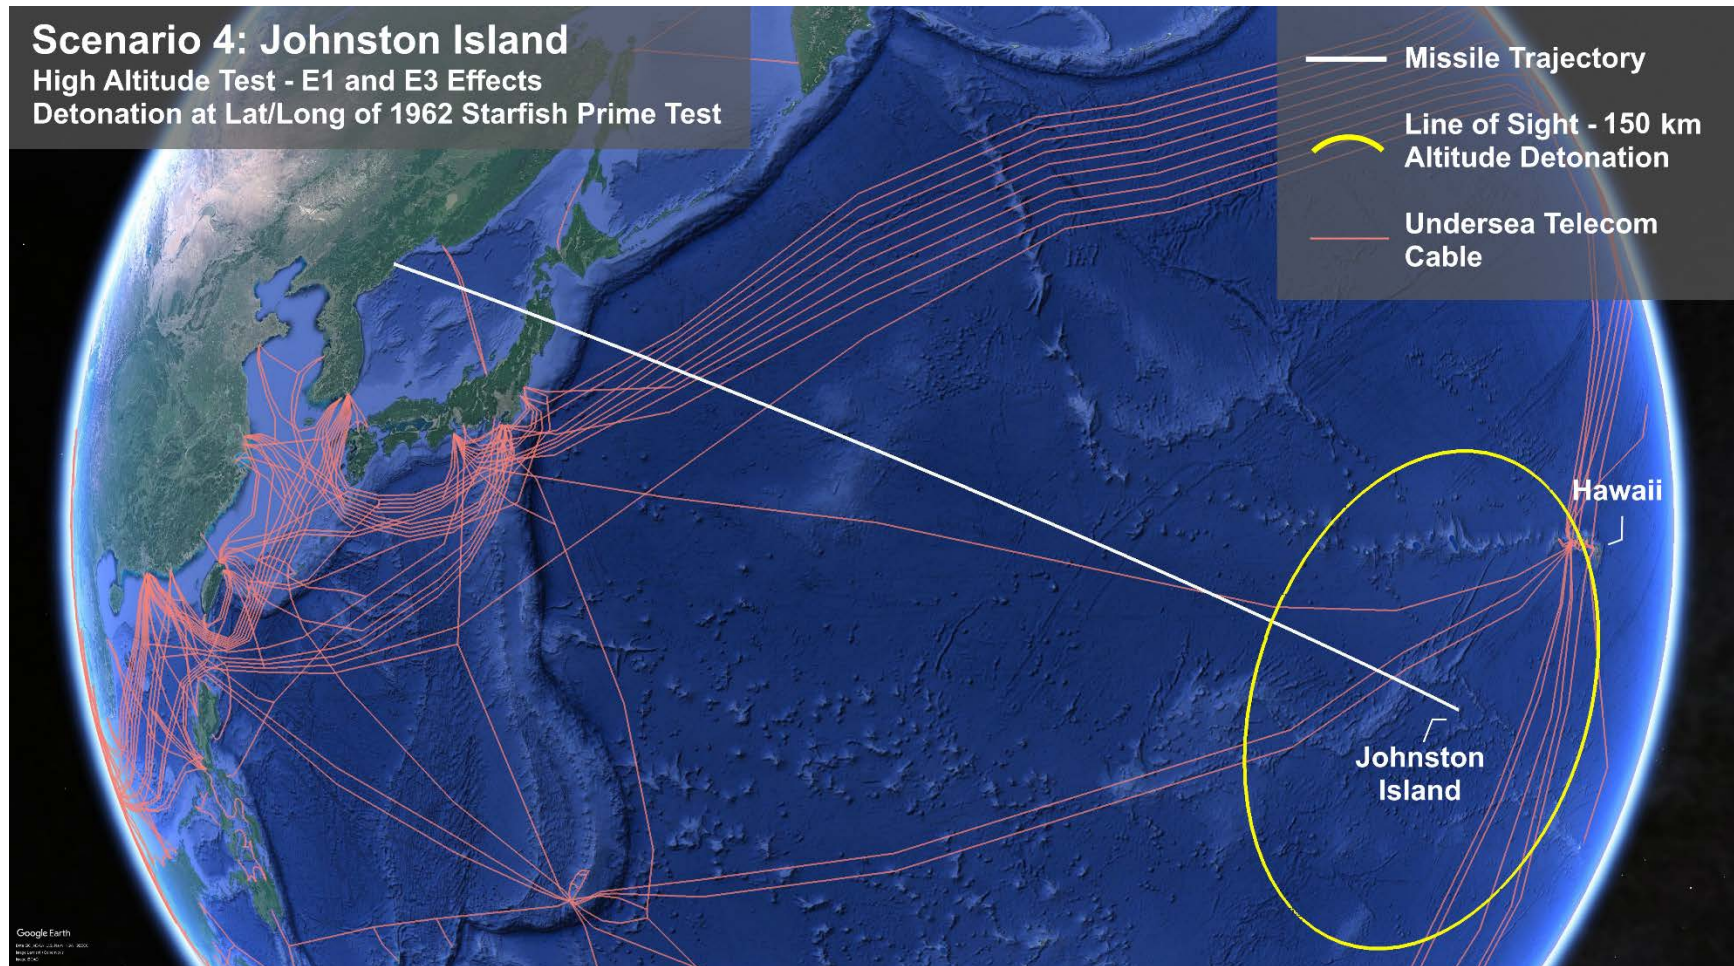 Scenario 4: Johnston Island
High Altitude Test - E1 and E3 Effects
Detonation at Lat/Long of 1962 Starfish Prime Test
Missile Trajectory
Line of Sight - 150 km
Altitude Detonation
Undersea Telecom
Cable
Hawaii
Johnston
Island
Google Earth